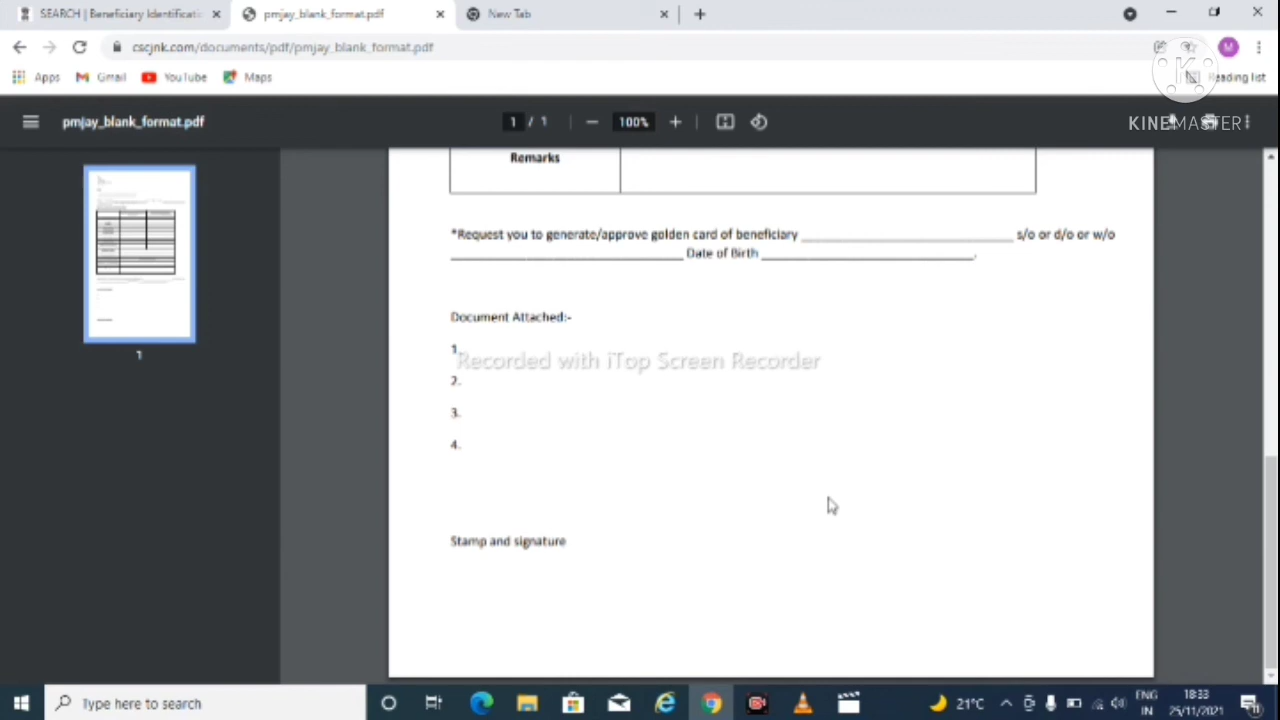 SEARCH | Beneficiary Identificati
pmjay_blank_format.pdf
New Tab
cscjnk.com/documents/pdf/pmjay_blank_format.pdf
M
Apps
Gmail
YouTube
Maps
Reading list
K
KINEMASTER
pmjay_blank_format.pdf
1 / 1
100%
1
Remarks
*Request you to generate/approve golden card of beneficiary ______________________________ s/o or d/o or w/o
_________________________________ Date of Birth ______________________________.
Document Attached:-
1.
Recorded with iTop Screen Recorder
2.
3.
4.
Stamp and signature
Type here to search
21°C
ENG
IN
18:33
25/11/2021